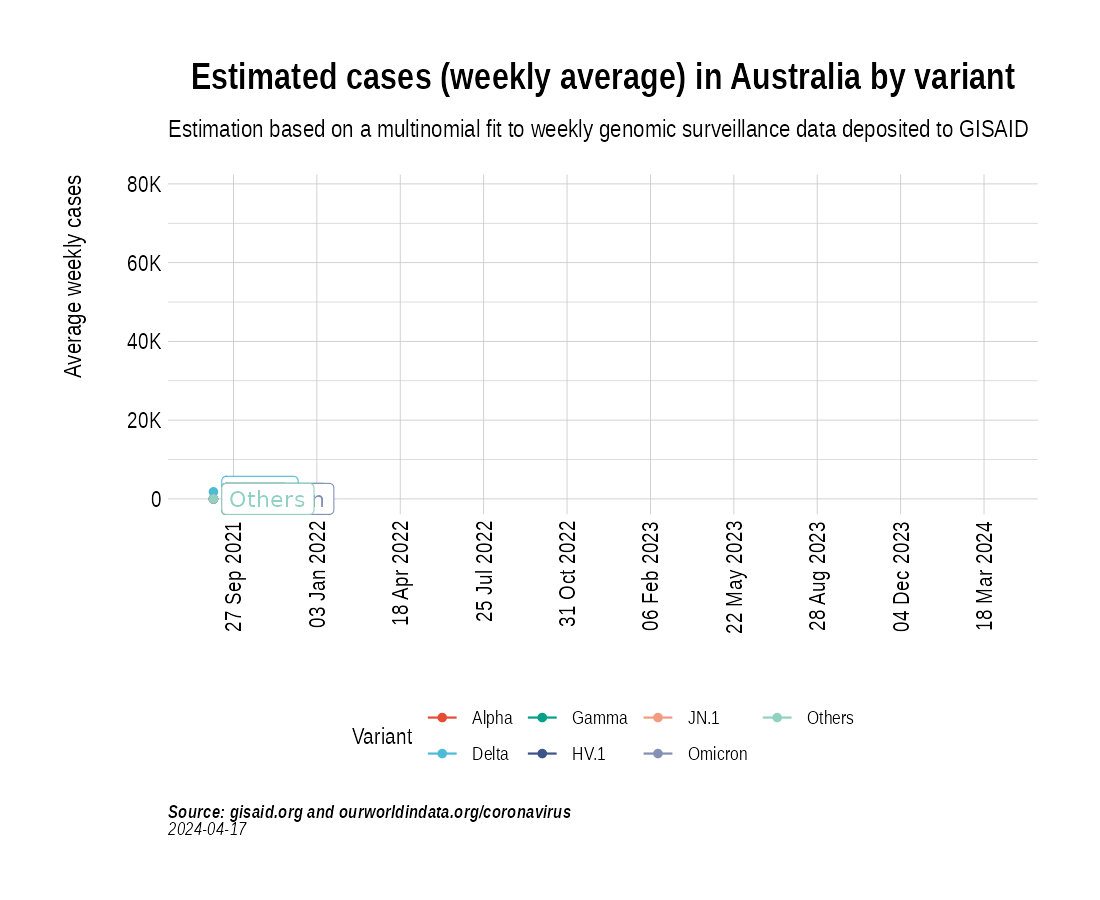 Estimated cases (weekly average) in Australia by variant
Estimation based on a multinomial fit to weekly genomic surveillance data deposited to GISAID
Average weekly cases
80K
60K
40K
20K
0
Others
n
27 Sep 2021
03 Jan 2022
18 Apr 2022
25 Jul 2022
31 Oct 2022
06 Feb 2023
22 May 2023
28 Aug 2023
04 Dec 2023
18 Mar 2024
Variant
Alpha
Gamma
JN.1
Others
Delta
HV.1
Omicron
Source: gisaid.org and ourworldindata.org/coronavirus
2024-04-17